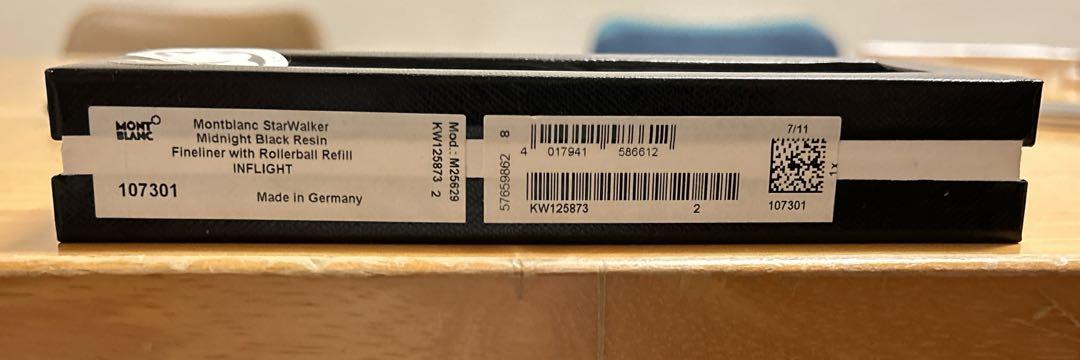 MONT
BLANC
Montblanc StarWalker
Midnight Black Resin
Fineliner with Rollerball Refill
INFLIGHT
107301
Made in Germany
Mod.: M25629
KW125873 2
57659862 8
4 017941 586612
KW125873 2
7/11
1x
107301